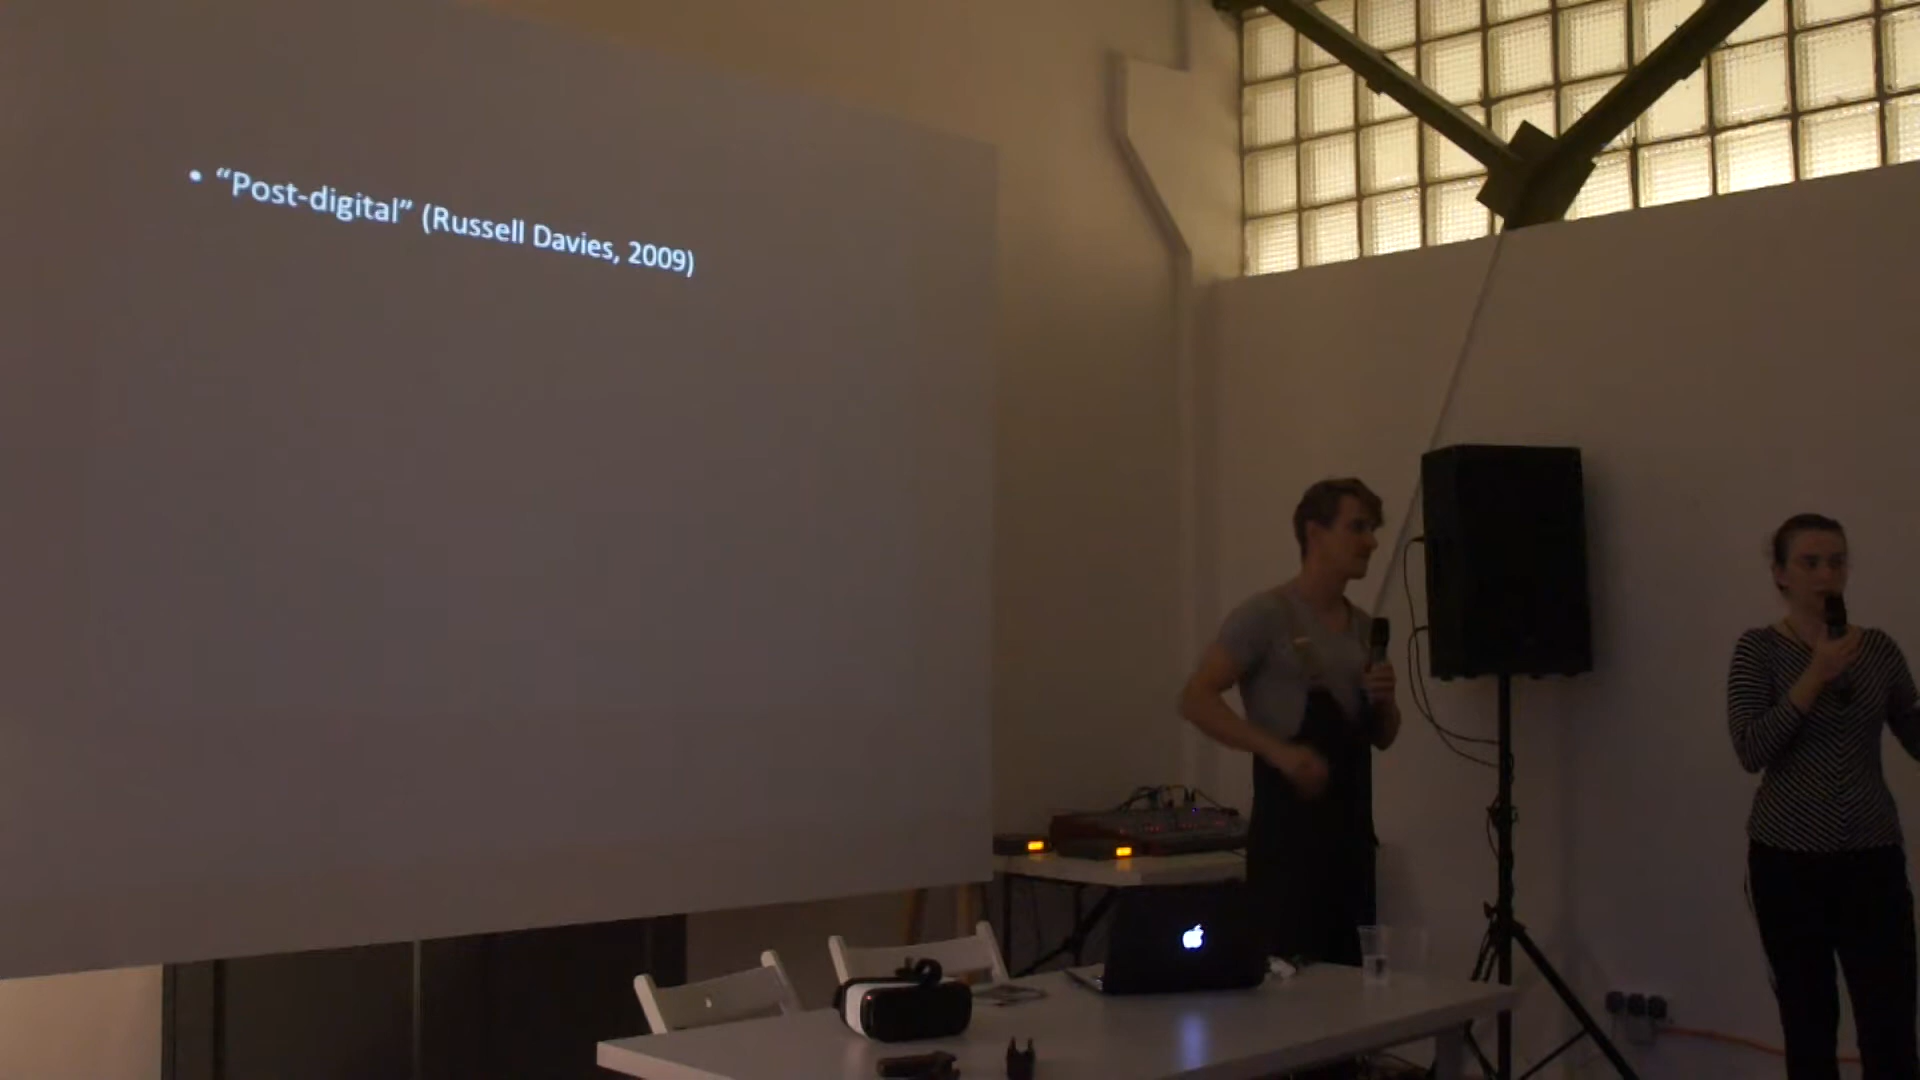 • “Post-digital” (Russell Davies, 2009)